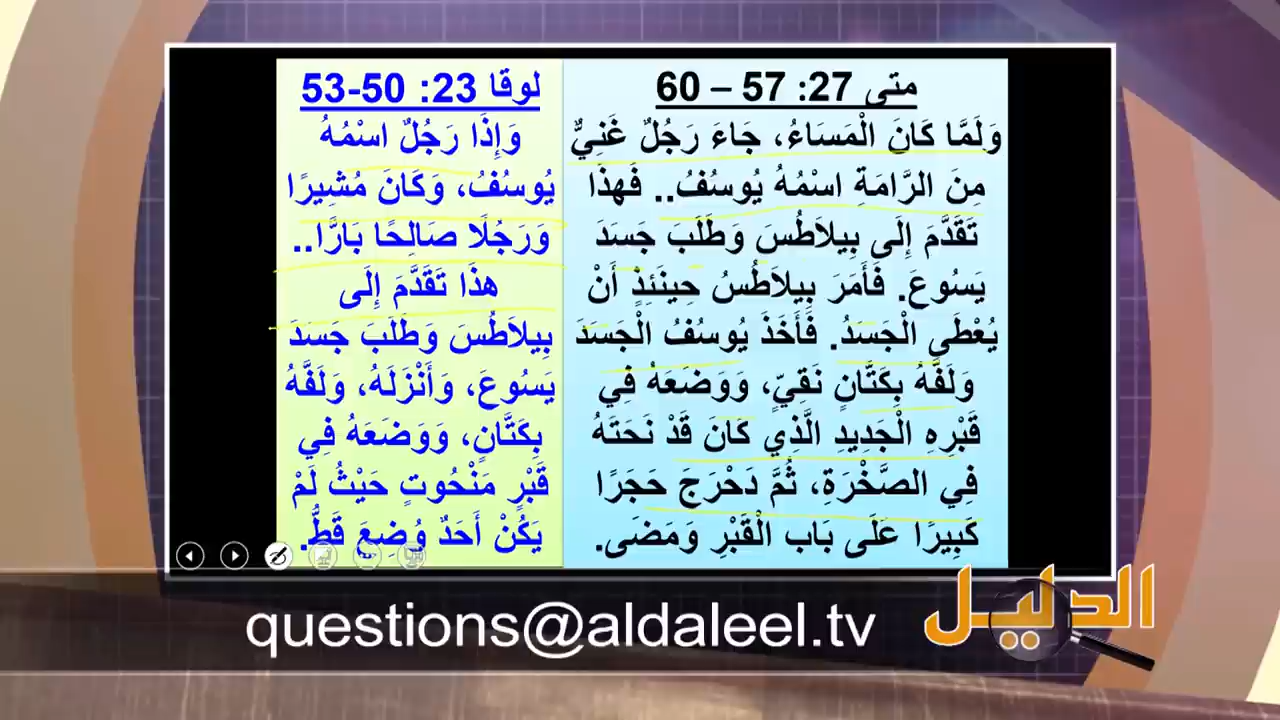 متى 27: 57 – 60
وَلَمَّا كَانَ الْمَسَاءُ، جَاءَ رَجُلٌ غَنِيٌّ
مِنَ الرَّامَةِ اسْمُهُ يُوسُفُ.. فَهذَا
تَقَدَّمَ إِلَى بِيلاَطُسَ وَطَلَبَ جَسَدَ
يَسُوعَ. فَأَمَرَ بِيلاَطُسُ حِينَئِذٍ أَنْ
يُعْطَى الْجَسَدُ. فَأَخَذَ يُوسُفُ الْجَسَدَ
وَلَفَّهُ بِكَتَّانٍ نَقِيٍّ، وَوَضَعَهُ فِي
قَبْرِهِ الْجَدِيدِ الَّذِي كَانَ قَدْ نَحَتَهُ
فِي الصَّخْرَةِ، ثُمَّ دَحْرَجَ حَجَرًا
كَبِيرًا عَلَى بَاب الْقَبْرِ وَمَضَى.
لوقا 23: 50-53
وَإِذَا رَجُلٌ اسْمُهُ
يُوسُفُ، وَكَانَ مُشِيرًا
وَرَجُلًا صَالِحًا بَارًّا..
هذَا تَقَدَّمَ إِلَى
بِيلاَطُسَ وَطَلَبَ جَسَدَ
يَسُوعَ، وَأَنْزَلَهُ، وَلَفَّهُ
بِكَتَّانٍ، وَوَضَعَهُ فِي
قَبْرٍ مَنْحُوتٍ حَيْثُ لَمْ
يَكُنْ أَحَدٌ وُضِعَ قَطُّ.
questions@aldaleel.tv
الدليل